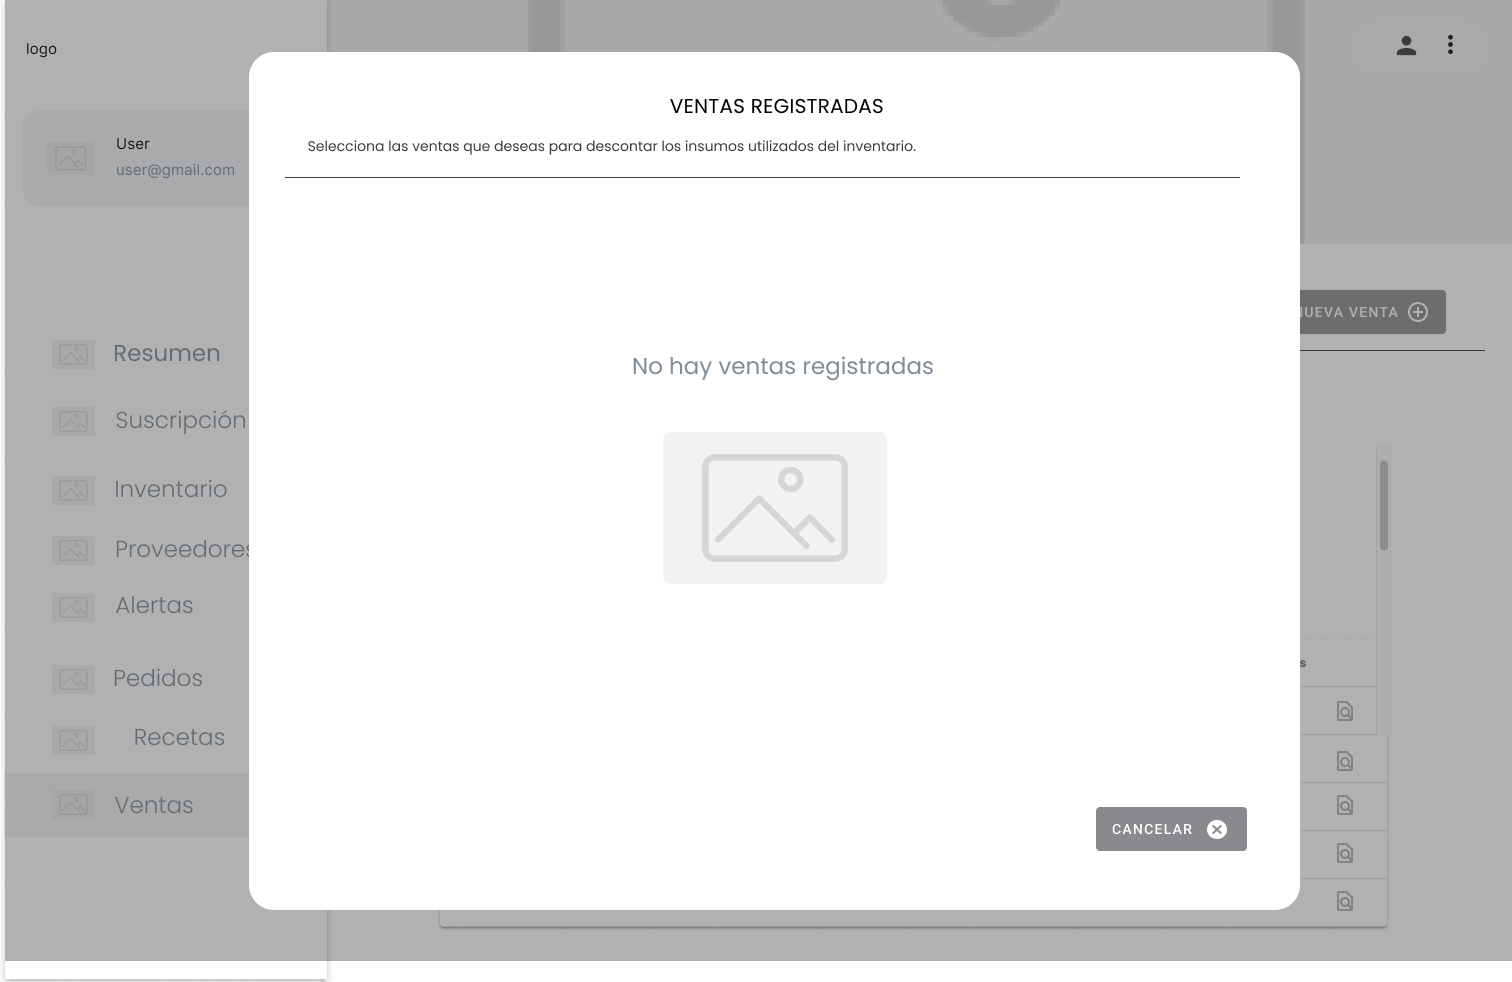 logo
User
user@gmail.com
Resumen
Suscripción
Inventario
Proveedores
Alertas
Pedidos
Recetas
Ventas
VENTAS REGISTRADAS
Selecciona las ventas que deseas para descontar los insumos utilizados del inventario.
No hay ventas registradas
CANCELAR
NUEVA VENTA
s